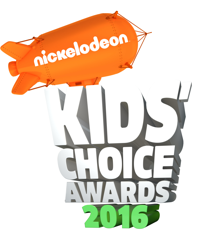 nickelodeon
KIDS'
CHOICE
AWARDS
2016